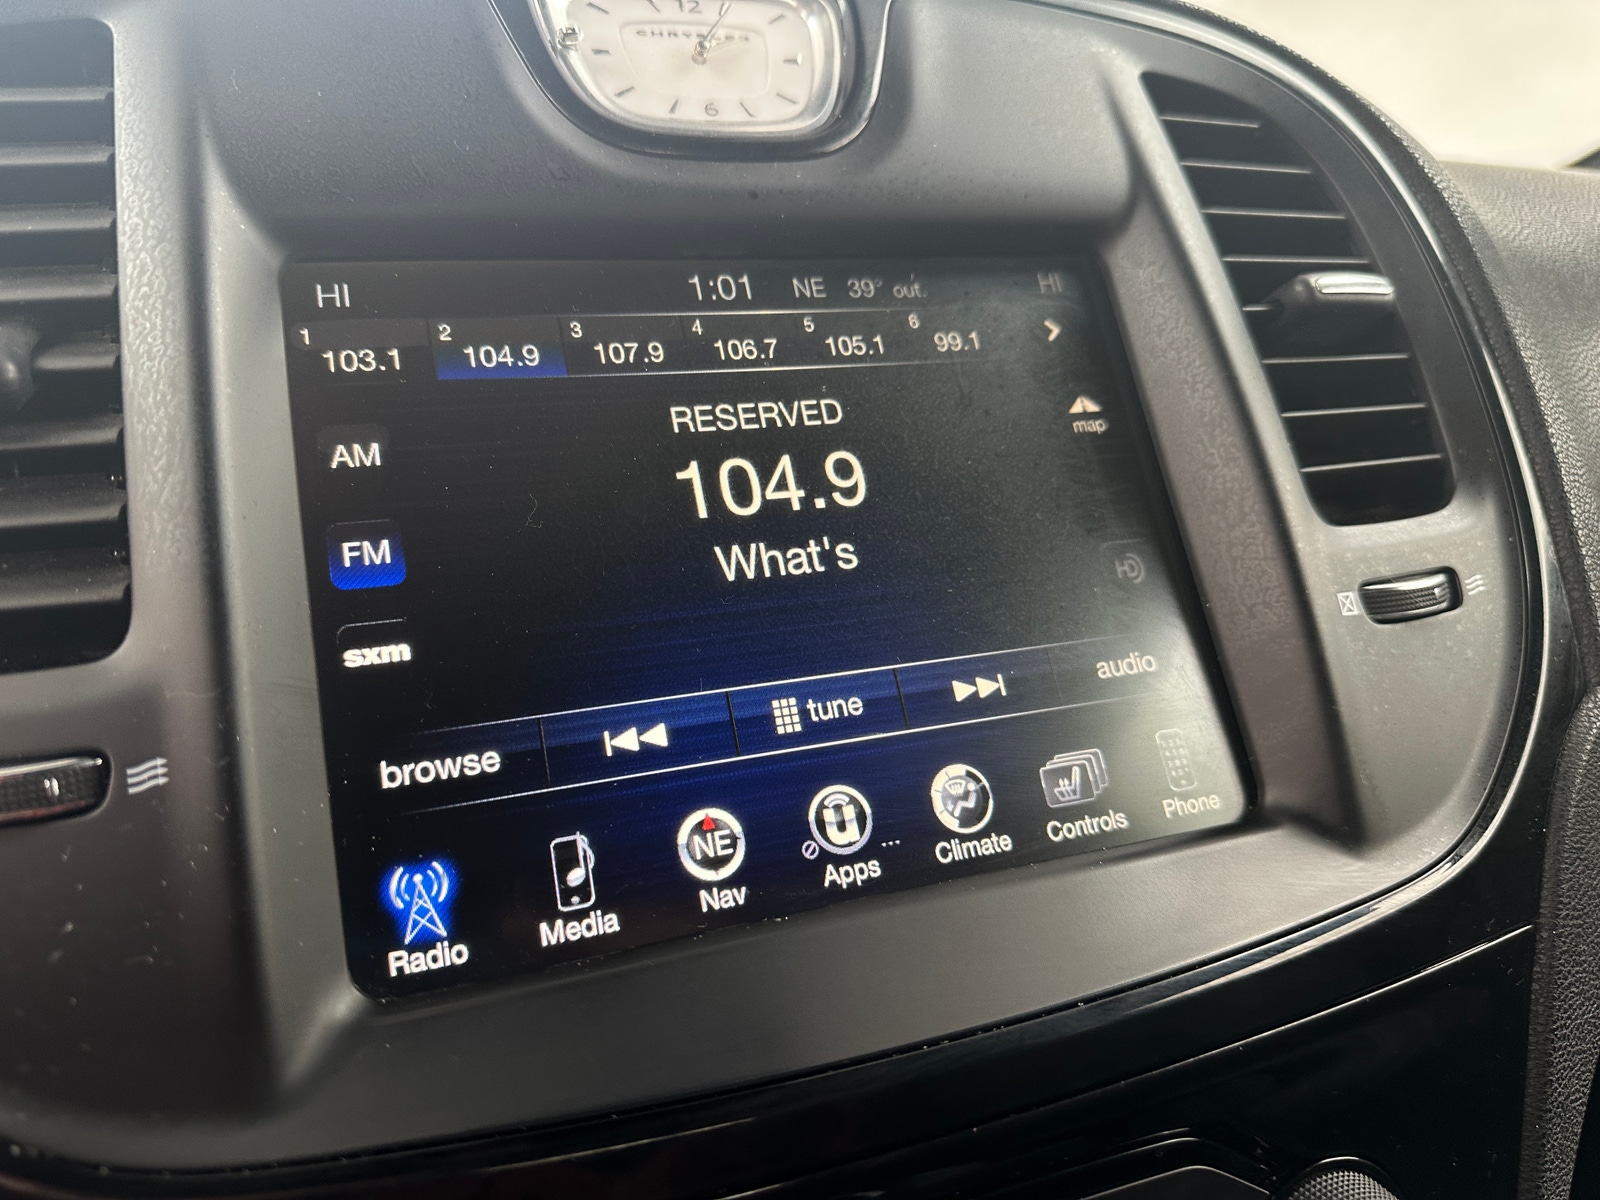 12
CHRYSLER
6
HI 1:01 NE 39° out. HI
1 103.1 2 104.9 3 107.9 4 106.7 5 105.1 6 99.1
RESERVED
map
AM
104.9
FM
What's
HD
sxm
browse tune audio
NE
Radio Media Nav Apps ... Climate Controls Phone